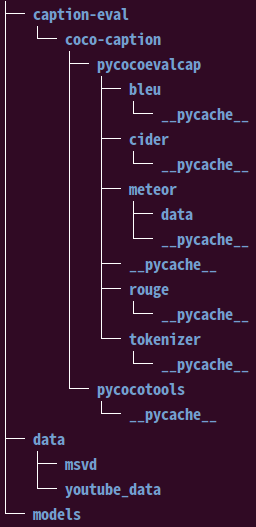 caption-eval
coco-caption
pycocoevalcap
bleu
__pycache__
cider
__pycache__
meteor
data
__pycache__
__pycache__
rouge
__pycache__
tokenizer
__pycache__
pycocotools
__pycache__
data
msvd
youtube_data
models